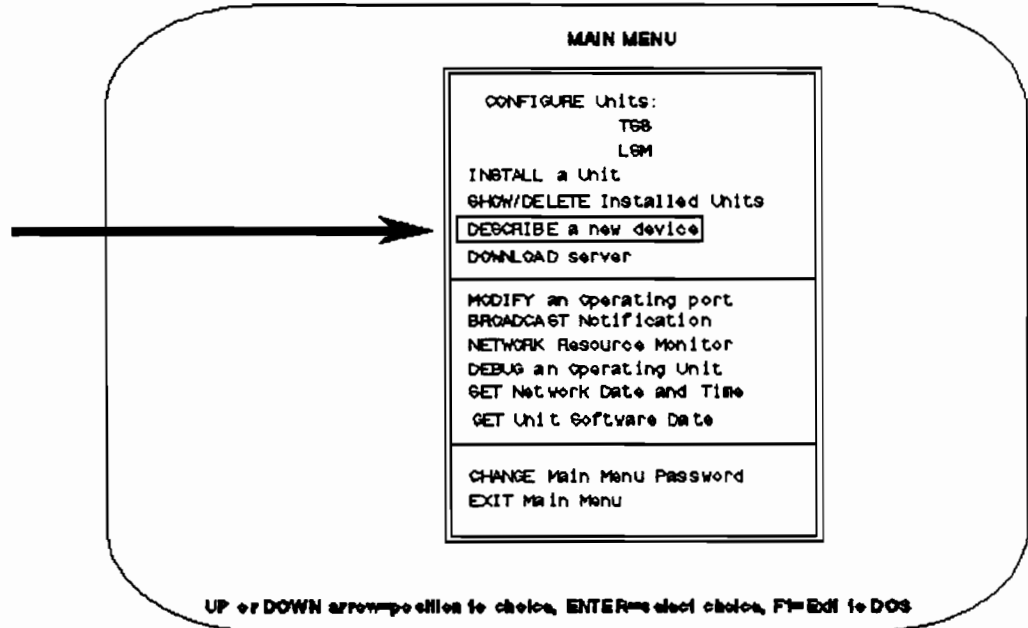 MAIN MENU
CONFIGURE Units:
TGB
LGM
INSTALL a Unit
SHOW/DELETE Installed Units
DESCRIBE a new device
DOWNLOAD server
MODIFY an Operating port
BROADCAST Notification
NETWORK Resource Monitor
DEBUG an Operating Unit
SET Network Date and Time
GET Unit Software Date
CHANGE Main Menu Password
EXIT Main Menu
UP or DOWN arrow=position to choice, ENTER=select choice, F1=Exit to DOS